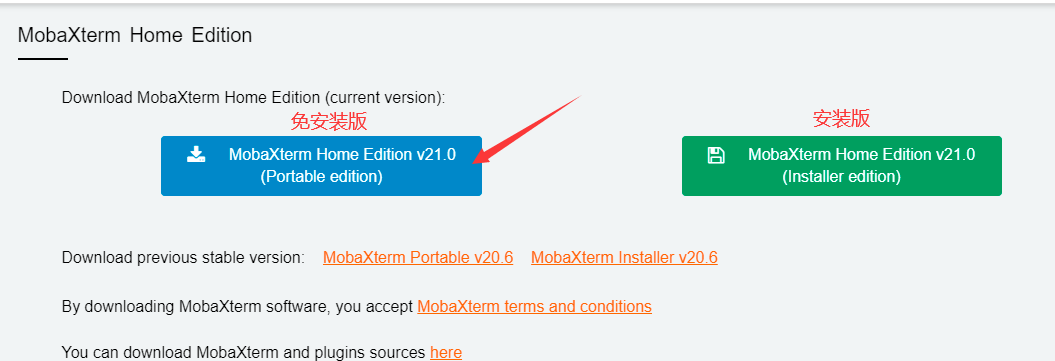 MobaXterm Home Edition
Download MobaXterm Home Edition (current version):
免安装版
安装版
MobaXterm Home Edition v21.0
(Portable edition)
MobaXterm Home Edition v21.0
(Installer edition)
Download previous stable version: MobaXterm Portable v20.6 MobaXterm Installer v20.6
By downloading MobaXterm software, you accept MobaXterm terms and conditions
You can download MobaXterm and plugins sources here